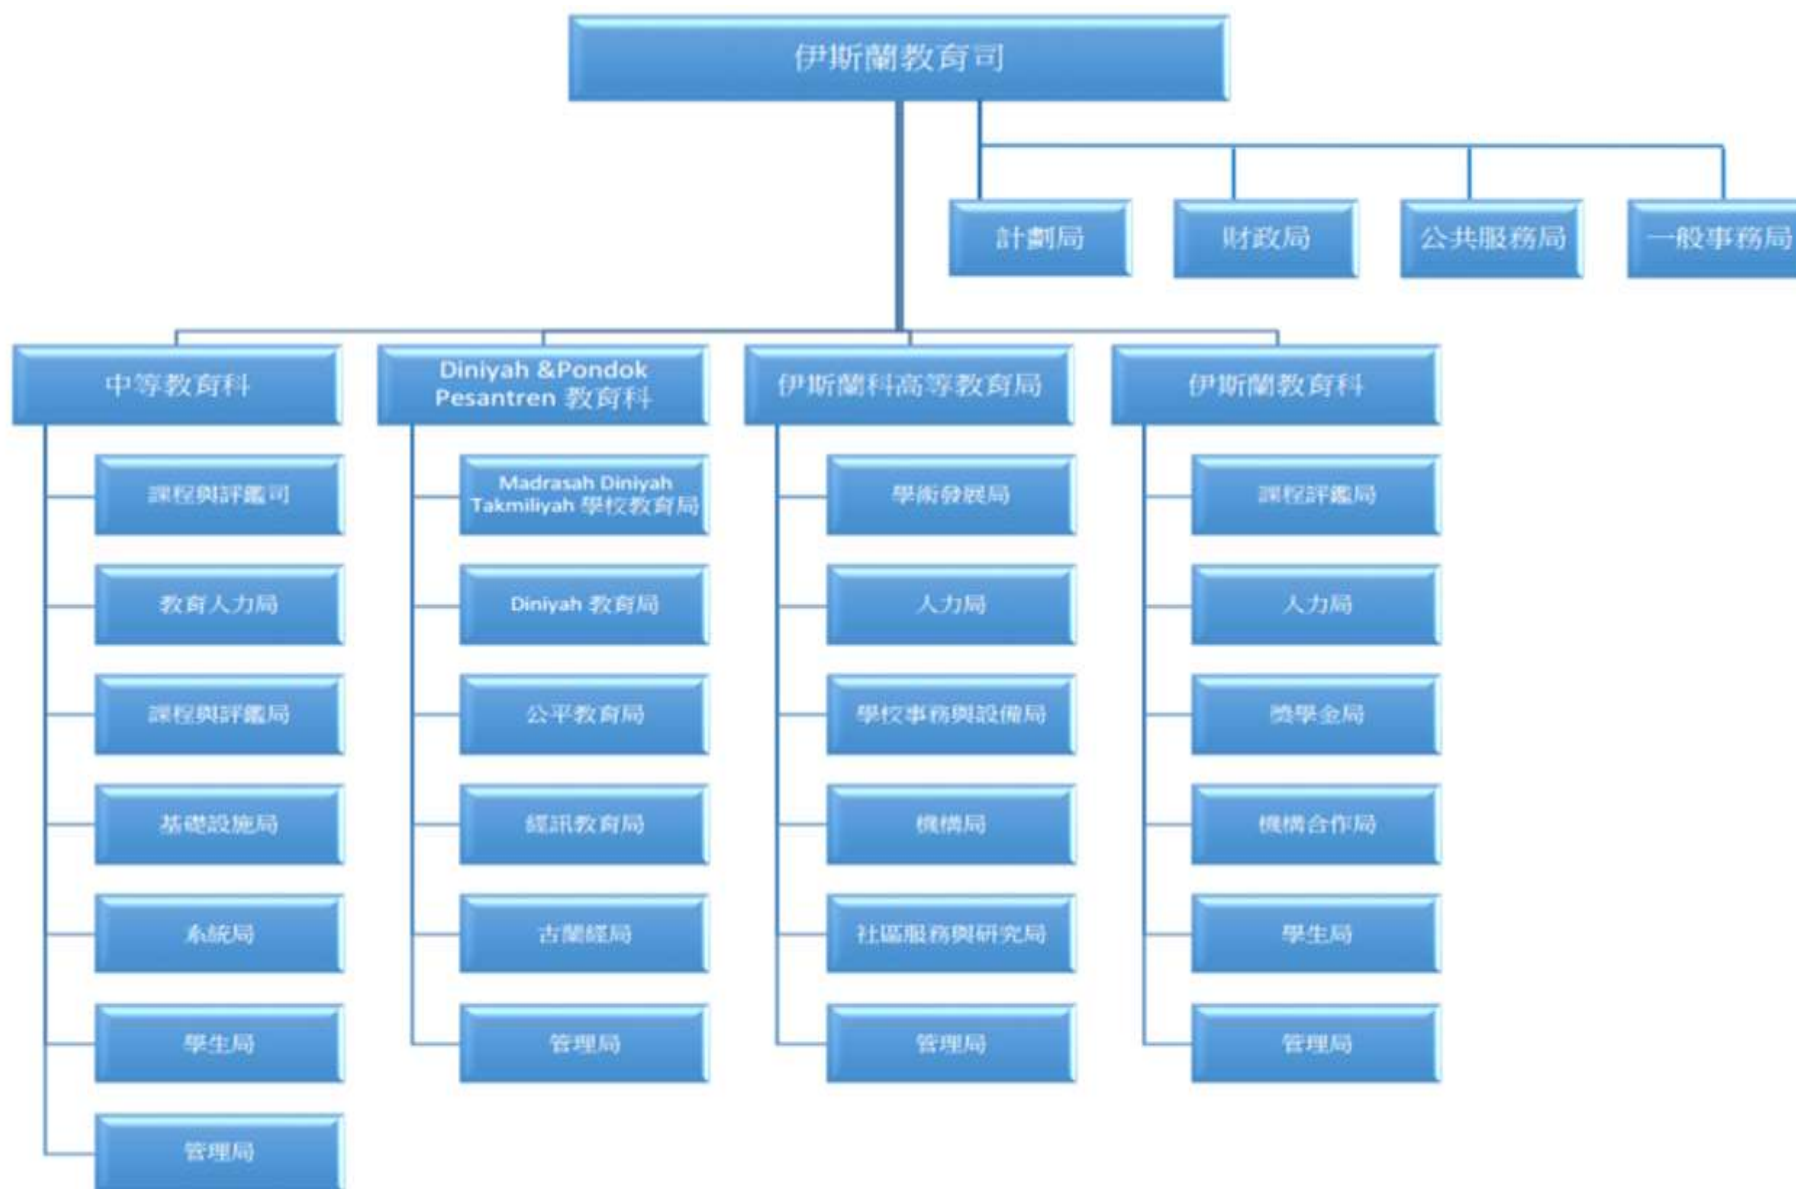 伊斯蘭教育司
計劃局
財政局
公共服務局
一般事務局
中等教育科
課程與評鑑司
教育人力局
課程與評鑑局
基礎設施局
系統局
學生局
管理局
Diniyah &Pondok
Pesantren 教育科
Madrasah Diniyah
Takmiliyah 學校教育局
Diniyah 教育局
公平教育局
經訊教育局
古蘭經局
管理局
伊斯蘭科高等教育局
學術發展局
人力局
學校事務與設備局
機構局
社區服務與研究局
管理局
伊斯蘭教育科
課程評鑑局
人力局
獎學金局
機構合作局
學生局
管理局